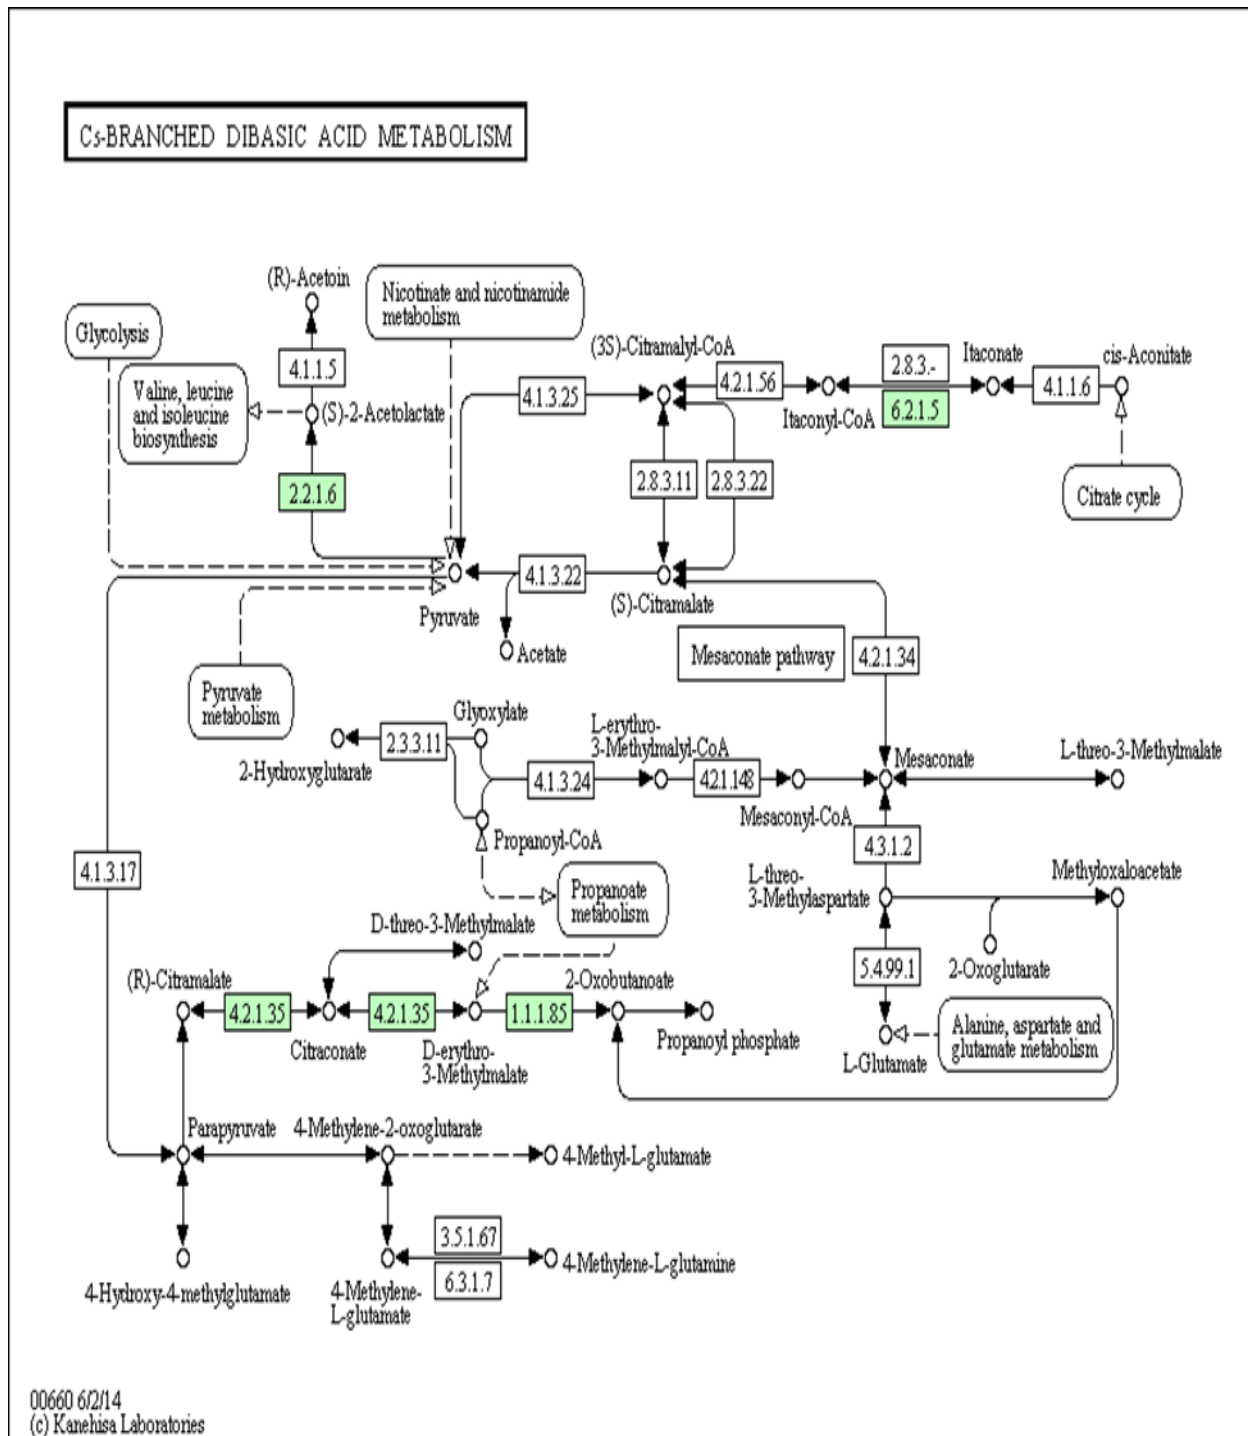 C5-BRANCHED DIBASIC ACID METABOLISM
(R)-Acetoin
Nicotinate and nicotinamide
metabolism
Glycolysis
4.1.1.5
Valine, leucine
and isoleucine
biosynthesis
(S)-2-Acetolactate
2.2.1.6
(3S)-Citramalyl-CoA
4.1.3.25
4.2.1.56
Itaconyl-CoA
2.8.3.-
6.2.1.5
Itaconate
4.1.1.6
cis-Aconitate
Citrate cycle
2.8.3.11
2.8.3.22
4.1.3.22
Pyruvate
(S)-Citramalate
Acetate
Mesaconate pathway
4.2.1.34
Pyruvate
metabolism
Glyoxylate
2.3.3.11
2-Hydroxyglutarate
L-erythro-
3-Methylmalyl-CoA
4.1.3.24
4.2.1.148
Mesaconate
L-threo-3-Methylmalate
Mesaconyl-CoA
Propanoyl-CoA
4.3.1.2
4.1.3.17
Propanoate
metabolism
L-threo-
3-Methylaspartate
Methyloxaloacetate
D-threo-3-Methylmalate
5.4.99.1
2-Oxoglutarate
(R)-Citramalate
2-Oxobutanoate
4.2.1.35
4.2.1.35
1.1.1.85
Citraconate
D-erythro-
3-Methylmalate
Propanoyl phosphate
L-Glutamate
Alanine, aspartate and
glutamate metabolism
Parapyruvate
4-Methylene-2-oxoglutarate
4-Methyl-L-glutamate
3.5.1.67
6.3.1.7
4-Methylene-L-glutamine
4-Hydroxy-4-methylglutamate
4-Methylene-
L-glutamate
00660 6/2/14
(c) Kanehisa Laboratories